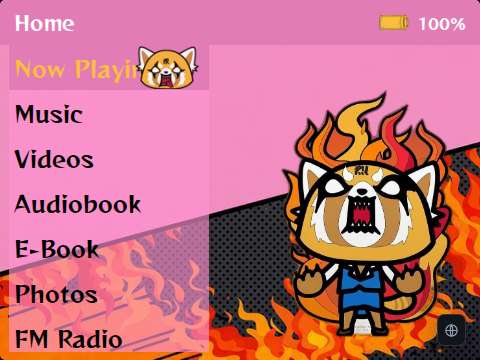 Home
100%
Now Playin
Music
Videos
Audiobook
E-Book
Photos
FM Radio